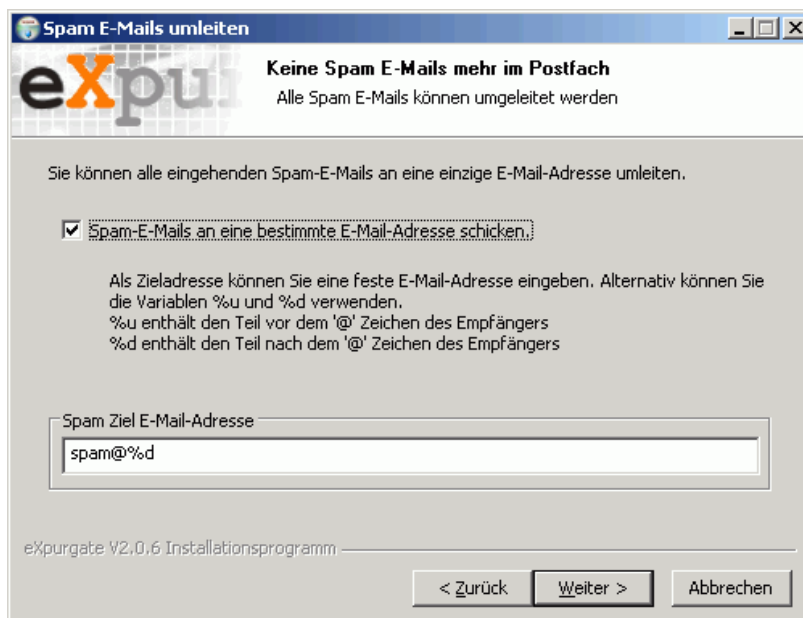 Spam E-Mails umleiten
eXpur
Keine Spam E-Mails mehr im Postfach
Alle Spam E-Mails können umgeleitet werden
Sie können alle eingehenden Spam-E-Mails an eine einzige E-Mail-Adresse umleiten.
Spam-E-Mails an eine bestimmte E-Mail-Adresse schicken.
Als Zieladresse können Sie eine feste E-Mail-Adresse eingeben. Alternativ können Sie
die Variablen %u und %d verwenden.
%u enthält den Teil vor dem '@' Zeichen des Empfängers
%d enthält den Teil nach dem '@' Zeichen des Empfängers
Spam Ziel E-Mail-Adresse
spam@%d
eXpurgate V2.0.6 Installationsprogramm
< Zurück Weiter > Abbrechen